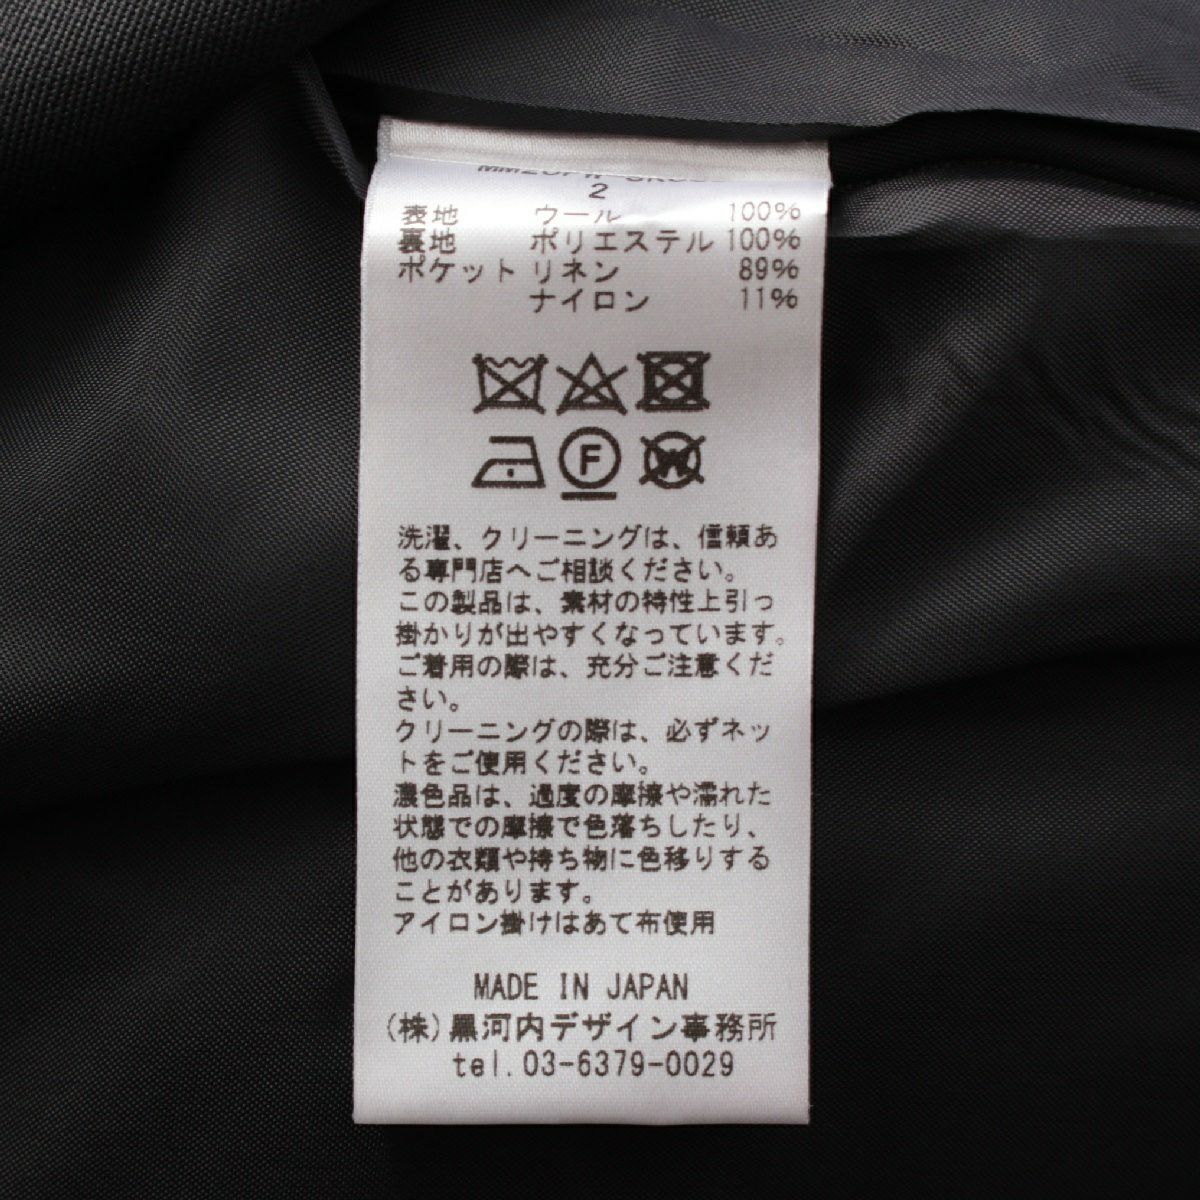 2
表地 ウール 100%
裏地 ポリエステル 100%
ポケット リネン 89%
ナイロン 11%
F W
洗濯、クリーニングは、信頼あ
る専門店へご相談ください。
この製品は、素材の特性上引っ
掛かりが出やすくなっています。
ご着用の際は、充分ご注意くだ
さい。
クリーニングの際は、必ずネッ
トをご使用ください。
濃色品は、過度の摩擦や濡れた
状態での摩擦で色落ちしたり、
他の衣類や持ち物に色移りする
ことがあります。
アイロン掛けはあて布使用
MADE IN JAPAN
(株)黒河内デザイン事務所
tel.03-6379-0029